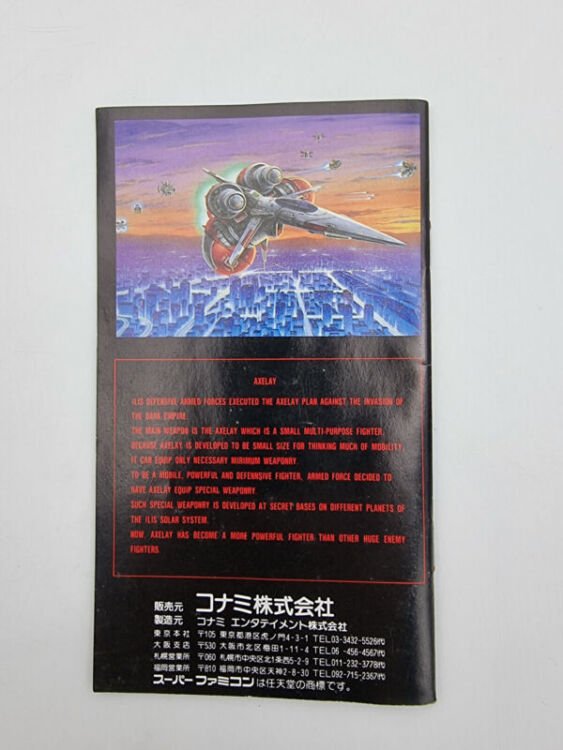 AXELAY
ILIS DEFENSIVE ARMED FORCES EXECUTED THE AXELAY PLAN AGAINST THE INVASION OF
THE DARK EMPIRE.
THE MAIN WEAPON IS THE AXELAY WHICH IS A SMALL MULTI-PURPOSE FIGHTER.
BECAUSE AXELAY IS DEVELOPED TO BE SMALL SIZE FOR THINKING MUCH OF MOBILITY,
IT CAN EQUIP ONLY NECESSARY MIRIMUM WEAPONRY.
TO BE A MOBILE, POWERFUL AND DEFENNSIVE FIGHTER, ARMED FORCE DECIDED TO
HAVE AXELAY EQUIP SPECIAL WEAPONRY.
SUCH SPECIAL WEAPONRY IS DEVELOPED AT SECRET BASES ON DIFFERENT PLANETS OF
THE ILIS SOLAR SYSTEM.
NOW, AXELAY HAS BECOME A MORE POWERFUL FIGHTER THAN OTHER HUGE ENEMY
FIGHTERS.
販売元 コナミ株式会社
製造元 コナミ エンタテイメント株式会社
東京本社 〒105 東京都港区虎ノ門4-3-1 TEL03-3432-5526代
大阪支店 〒530 大阪市北区梅田1-11-4 TEL06 -456-4567代
札幌営業所 〒060 札幌市中央区北1条西5-2-9 TEL011-232-3778代
福岡営業所 〒810 福岡市中央区天神2-8-30 TEL092-715-2367代
スーパーファミコンは任天堂の商標です。